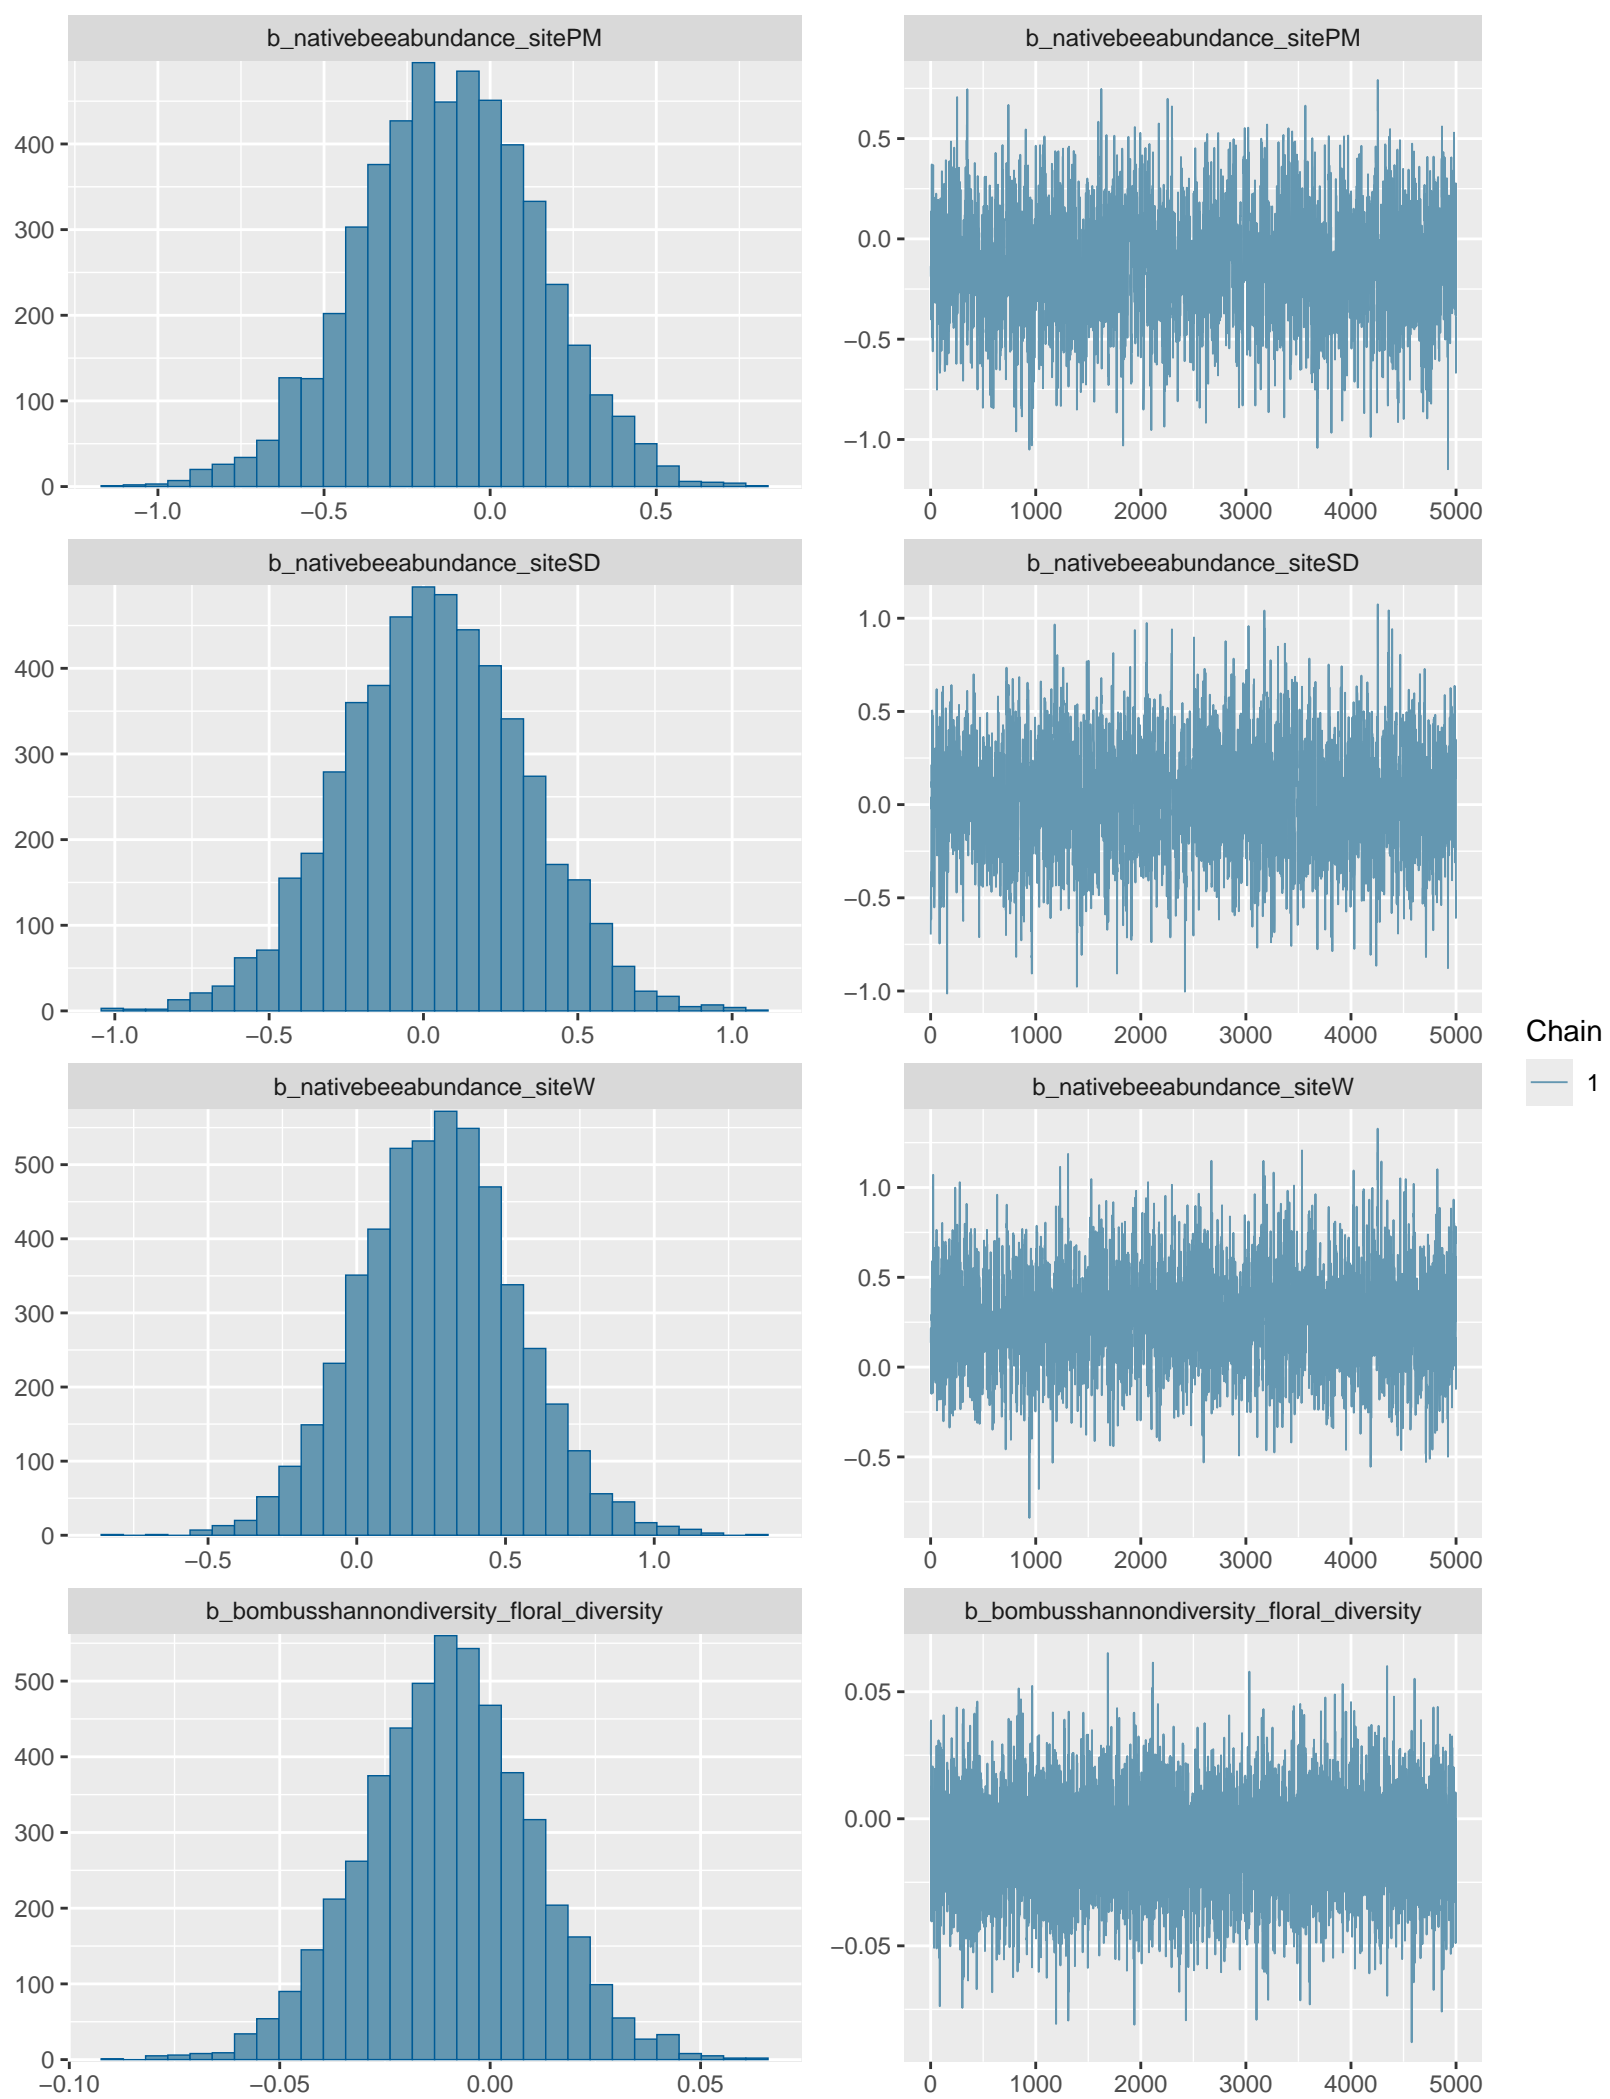 b_nativebeeabundance_sitePM
b_nativebeeabundance_sitePM
400
300
200
100
0
−1.0 −0.5 0.0 0.5
0.5
0.0
−0.5
−1.0
0 1000 2000 3000 4000 5000
b_nativebeeabundance_siteSD
b_nativebeeabundance_siteSD
400
300
200
100
0
−1.0 −0.5 0.0 0.5 1.0
1.0
0.5
0.0
−0.5
−1.0
0 1000 2000 3000 4000 5000
Chain
1
b_nativebeeabundance_siteW
b_nativebeeabundance_siteW
500
400
300
200
100
0
−0.5 0.0 0.5 1.0
1.0
0.5
0.0
−0.5
0 1000 2000 3000 4000 5000
b_bombusshannondiversity_floral_diversity
b_bombusshannondiversity_floral_diversity
500
400
300
200
100
0
−0.10 −0.05 0.00 0.05
0.05
0.00
−0.05
0 1000 2000 3000 4000 5000